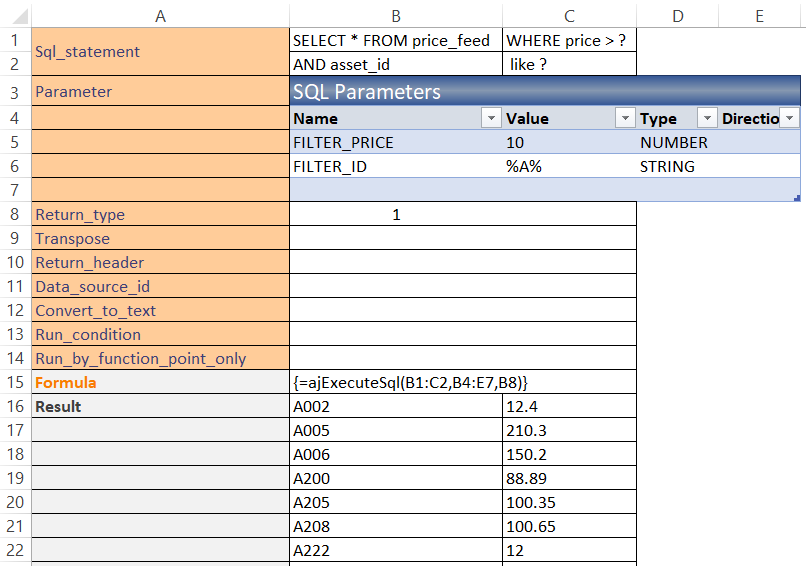 A B C D E
1 Sql_statement SELECT * FROM price_feed WHERE price > ?
2 AND asset_id like ?
3 Parameter SQL Parameters
4 Name Value Type Directio
5 FILTER_PRICE 10 NUMBER
6 FILTER_ID %A% STRING
7
8 Return_type 1
9 Transpose
10 Return_header
11 Data_source_id
12 Convert_to_text
13 Run_condition
14 Run_by_function_point_only
15 Formula {=ajExecuteSql(B1:C2,B4:E7,B8)}
16 Result A002 12.4
17 A005 210.3
18 A006 150.2
19 A200 88.89
20 A205 100.35
21 A208 100.65
22 A222 12